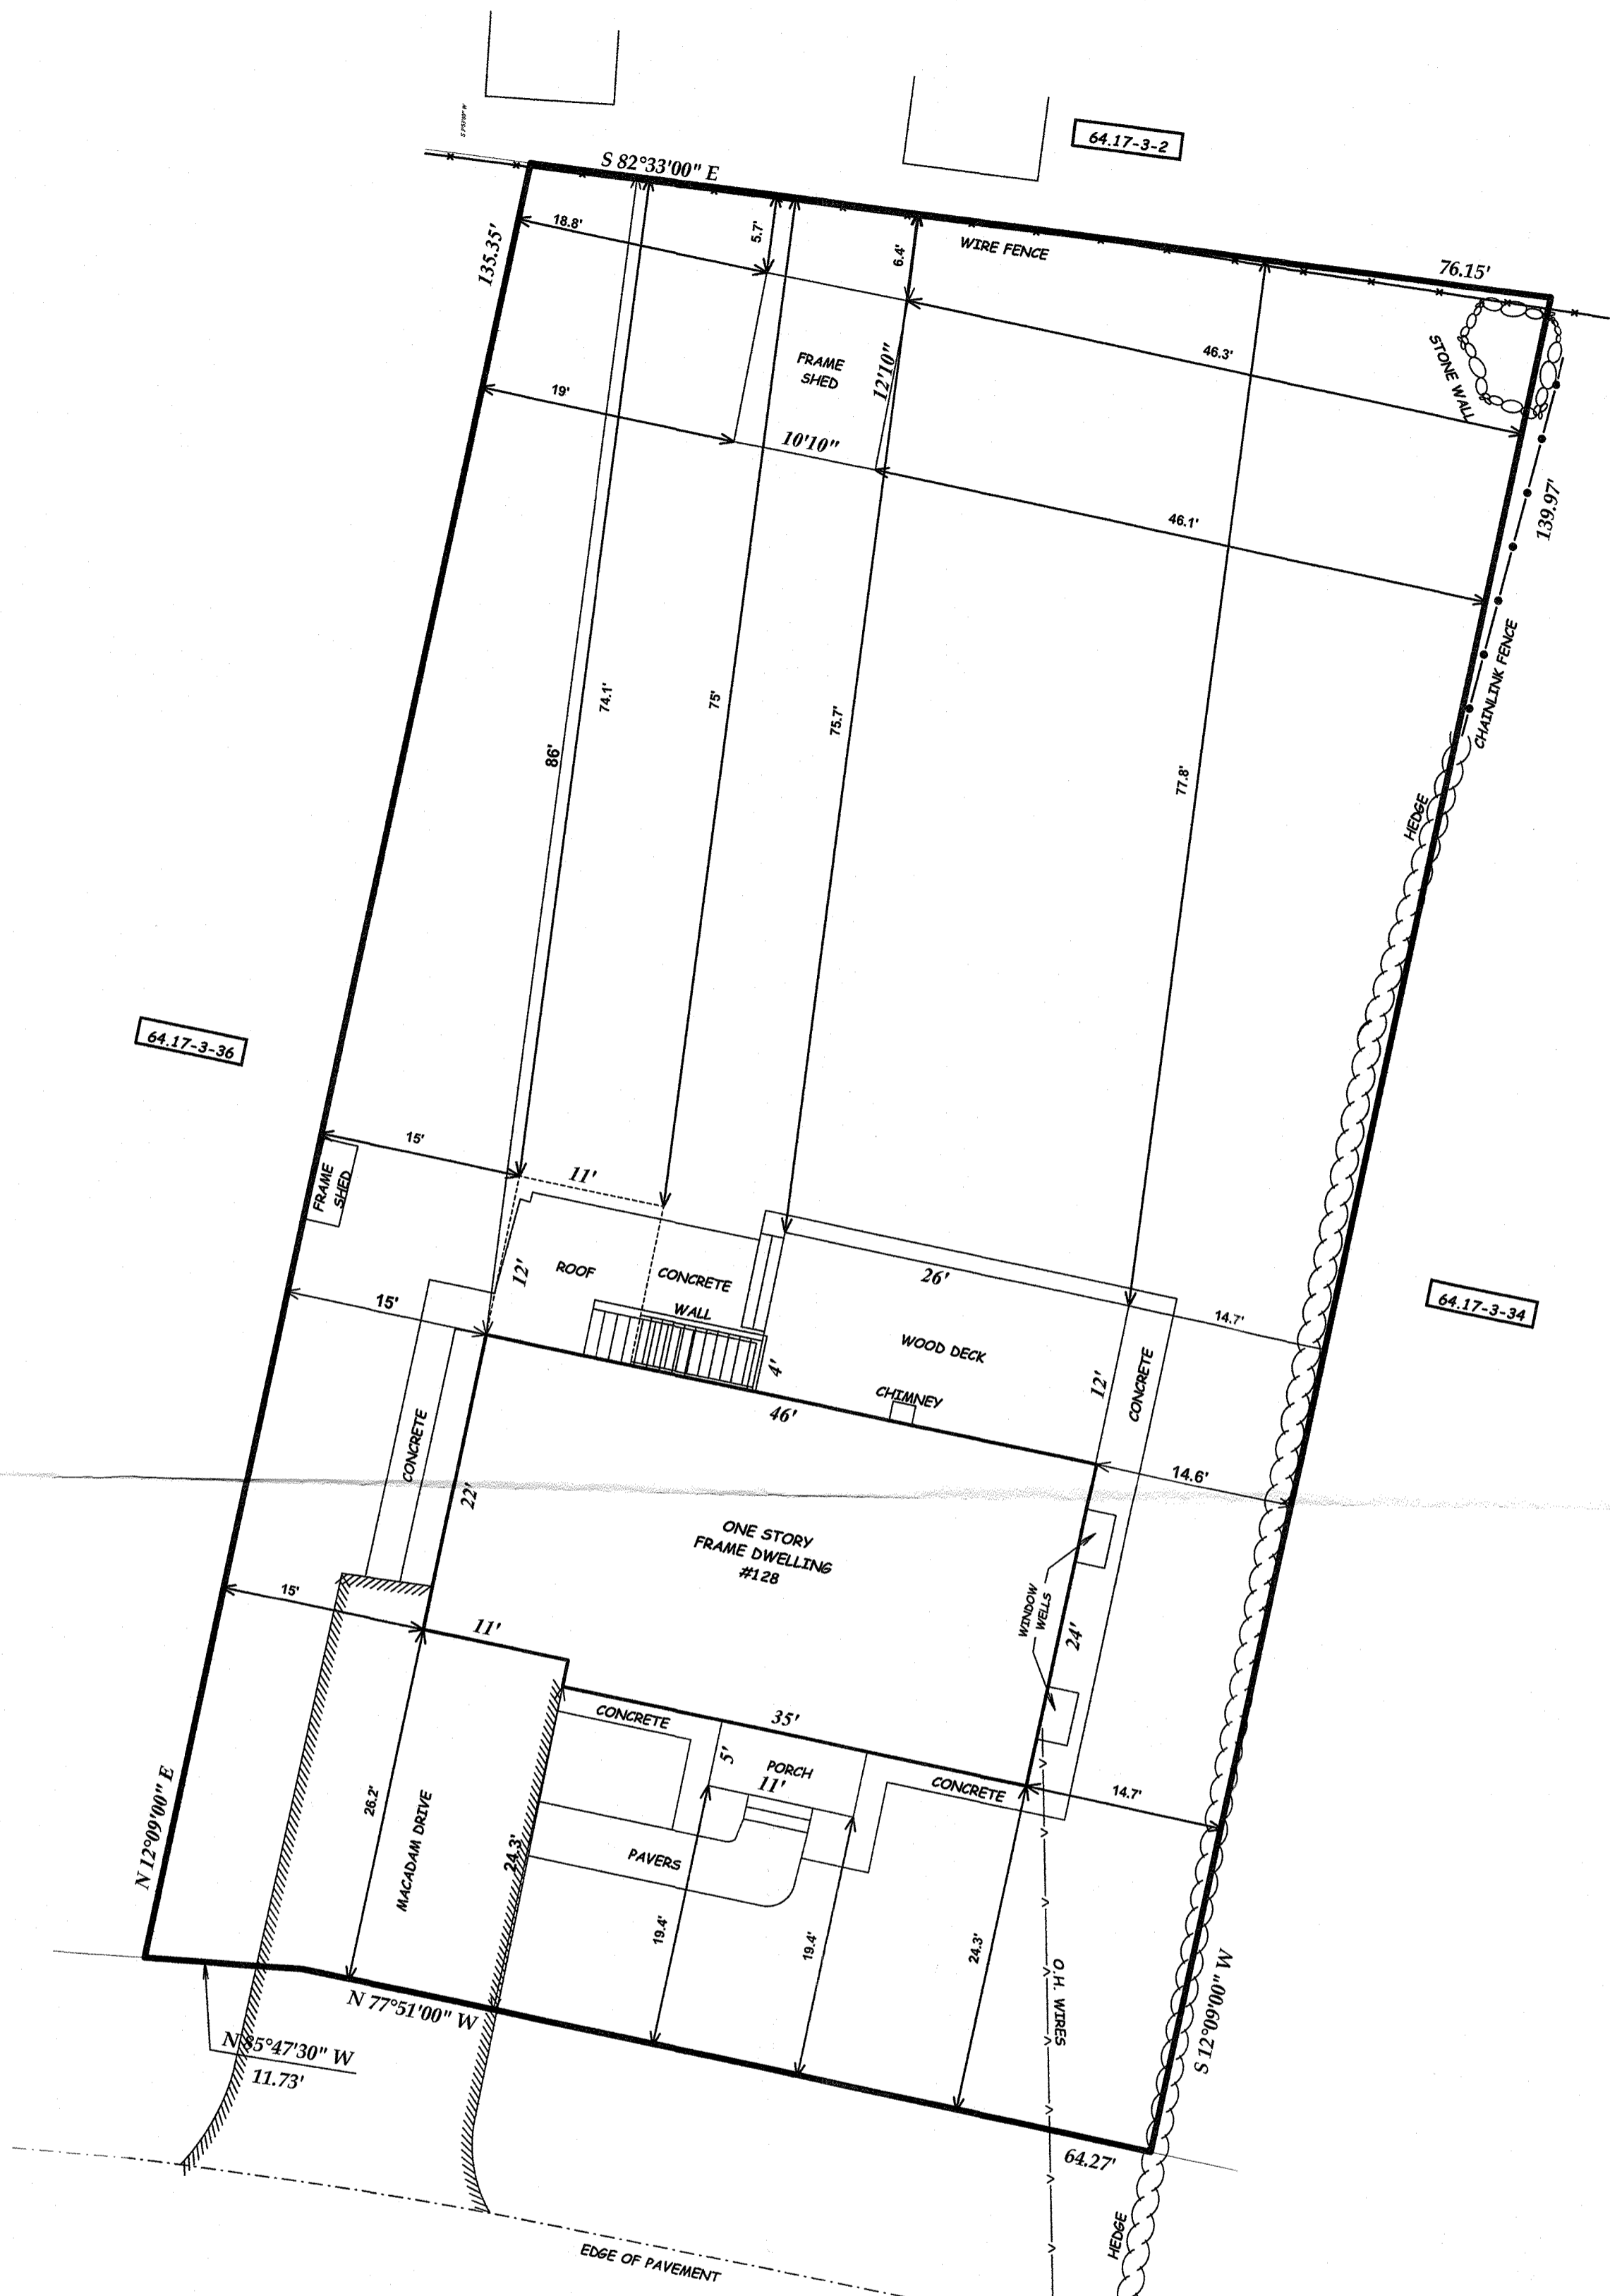 64.17-3-2
S 82°33'00" E
18.8'
5.7'
6.4'
WIRE FENCE
76.15'
135.35'
FRAME
SHED
12'10"
46.3'
STONE WALL
19'
10'10"
46.1'
139.97'
CHAINLINK FENCE
74.1'
75'
75.7'
86'
77.8'
HEDGE
64.17-3-36
15'
11'
FRAME
SHED
12'
ROOF
CONCRETE
WALL
26'
14.7'
64.17-3-34
15'
WOOD DECK
4'
CHIMNEY
12'
CONCRETE
46'
CONCRETE
22'
14.6'
ONE STORY
FRAME DWELLING
#128
WINDOW
WELLS
24'
15'
11'
CONCRETE
35'
5'
PORCH
11'
CONCRETE
14.7'
26.2'
MACADAM DRIVE
24.3'
PAVERS
19.4'
19.4'
24.3'
O.H. WIRES
N 12°09'00" E
S 12°09'00" W
N 77°51'00" W
N 85°47'30" W
11.73'
64.27'
HEDGE
EDGE OF PAVEMENT